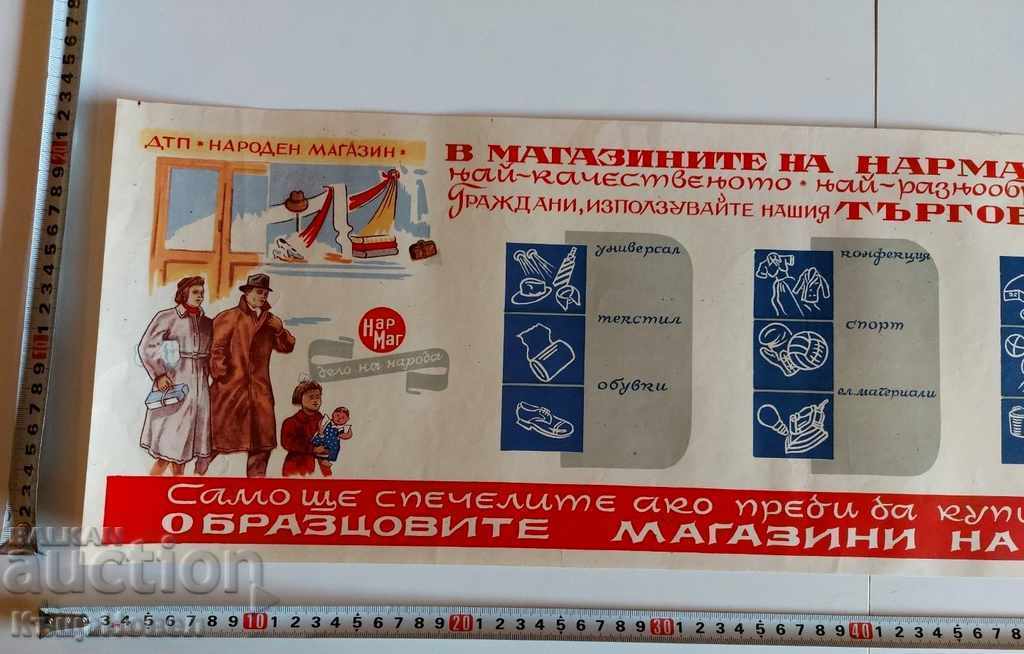 ДТП • НАРОДЕН МАГАЗИН •
В МАГАЗИНИТЕ НА НАРМА
най-качественото • най-разнооб
ГРАЖДАНИ, ИЗПОЛЗУВАЙТЕ НАШИЯ ТЪРГОВ
универсал
текстил
обувки
конфекция
спорт
ел. материали
Нар
Маг
дело на народа
САМО ЩЕ СПЕЧЕЛИТЕ АКО ПРЕДИ ДА КУПИ
ОБРАЗЦОВИТЕ МАГАЗИНИ НА
BALKAN
auction